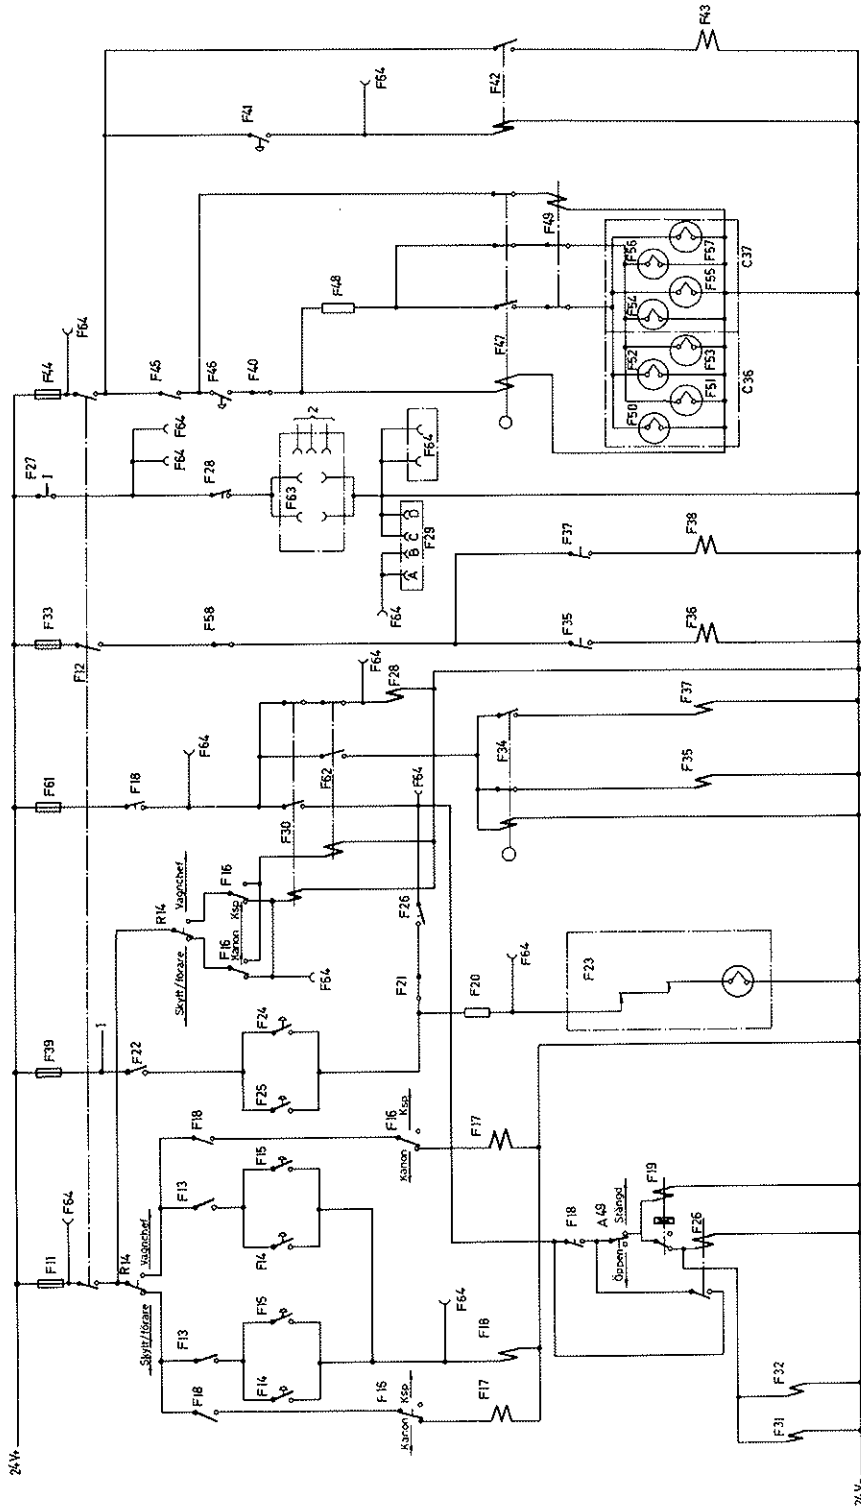 24V+
F27
F11 F39 F61 F33 F44
F64 F12 F64
1
R14 F22 F18
Skytt/förare Vagnchef
R14 F45
F13 F13 Skytt/förare Vagnchef F64 F64
F18 F18 F64 F58 F28 F46
F16 F16
Kanon Ksp
F14 F15 F14 F15 F25 F24 F40 F41
F30 F63 2
F64 F62 F48
F16 F16 F21 F26 F28 F64 F64 F64
Kanon Ksp Kanon Ksp
A B C D
F64 F29 F64
F64
F17 F18 F17 F20 F47 F42
F34
F64
F18 F35 F37 F49
F23
A49
Öppen Stängd
F50 F52 F54 F56
F19
F26 F35 F37 F36 F38 F43
F51 F53 F55 F57
C36 C37
F31 F32
24V-